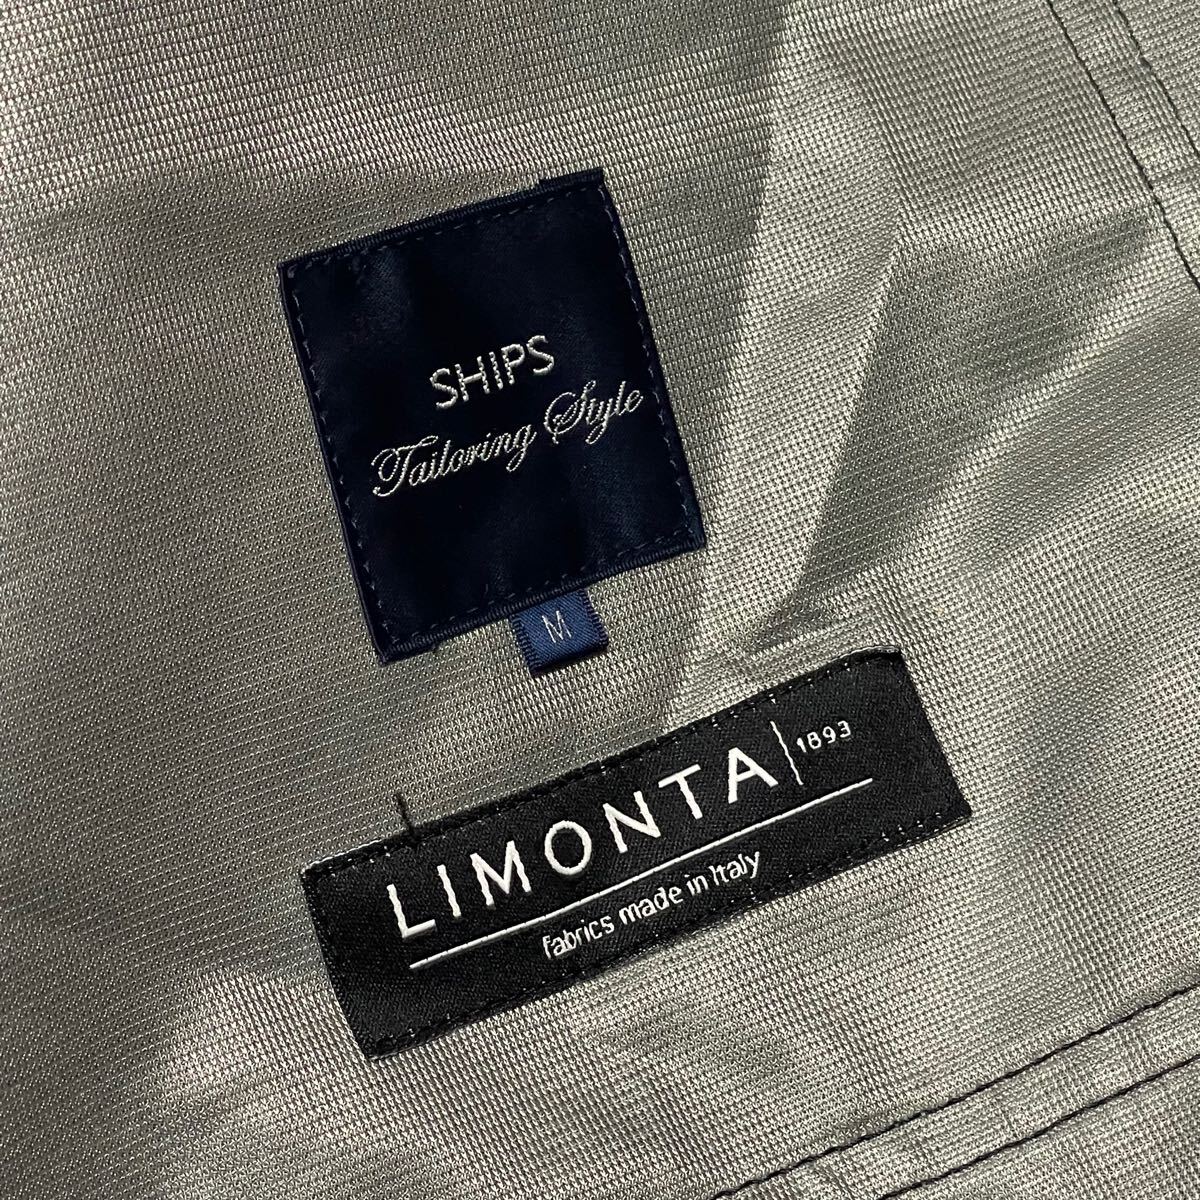 SHIPS
Tailoring Style
M
LIMONTA | 1893
fabrics made in Italy